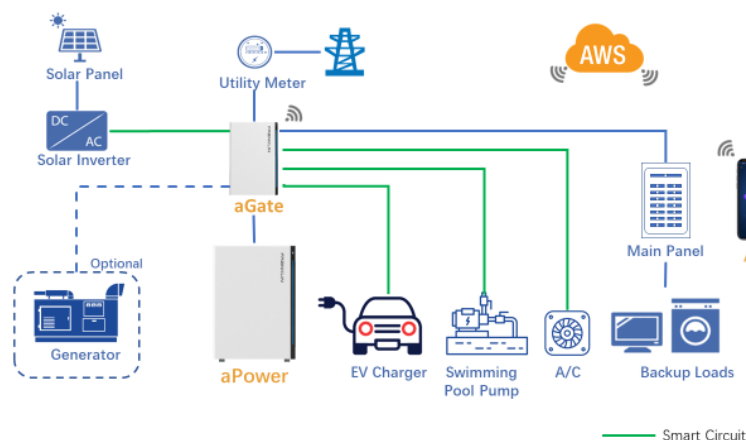 AWS
Solar Panel
Utility Meter
DC
AC
Solar Inverter
aGate
Optional
Main Panel
Generator
aPower
EV Charger
Swimming
Pool Pump
A/C
Backup Loads
Smart Circuit